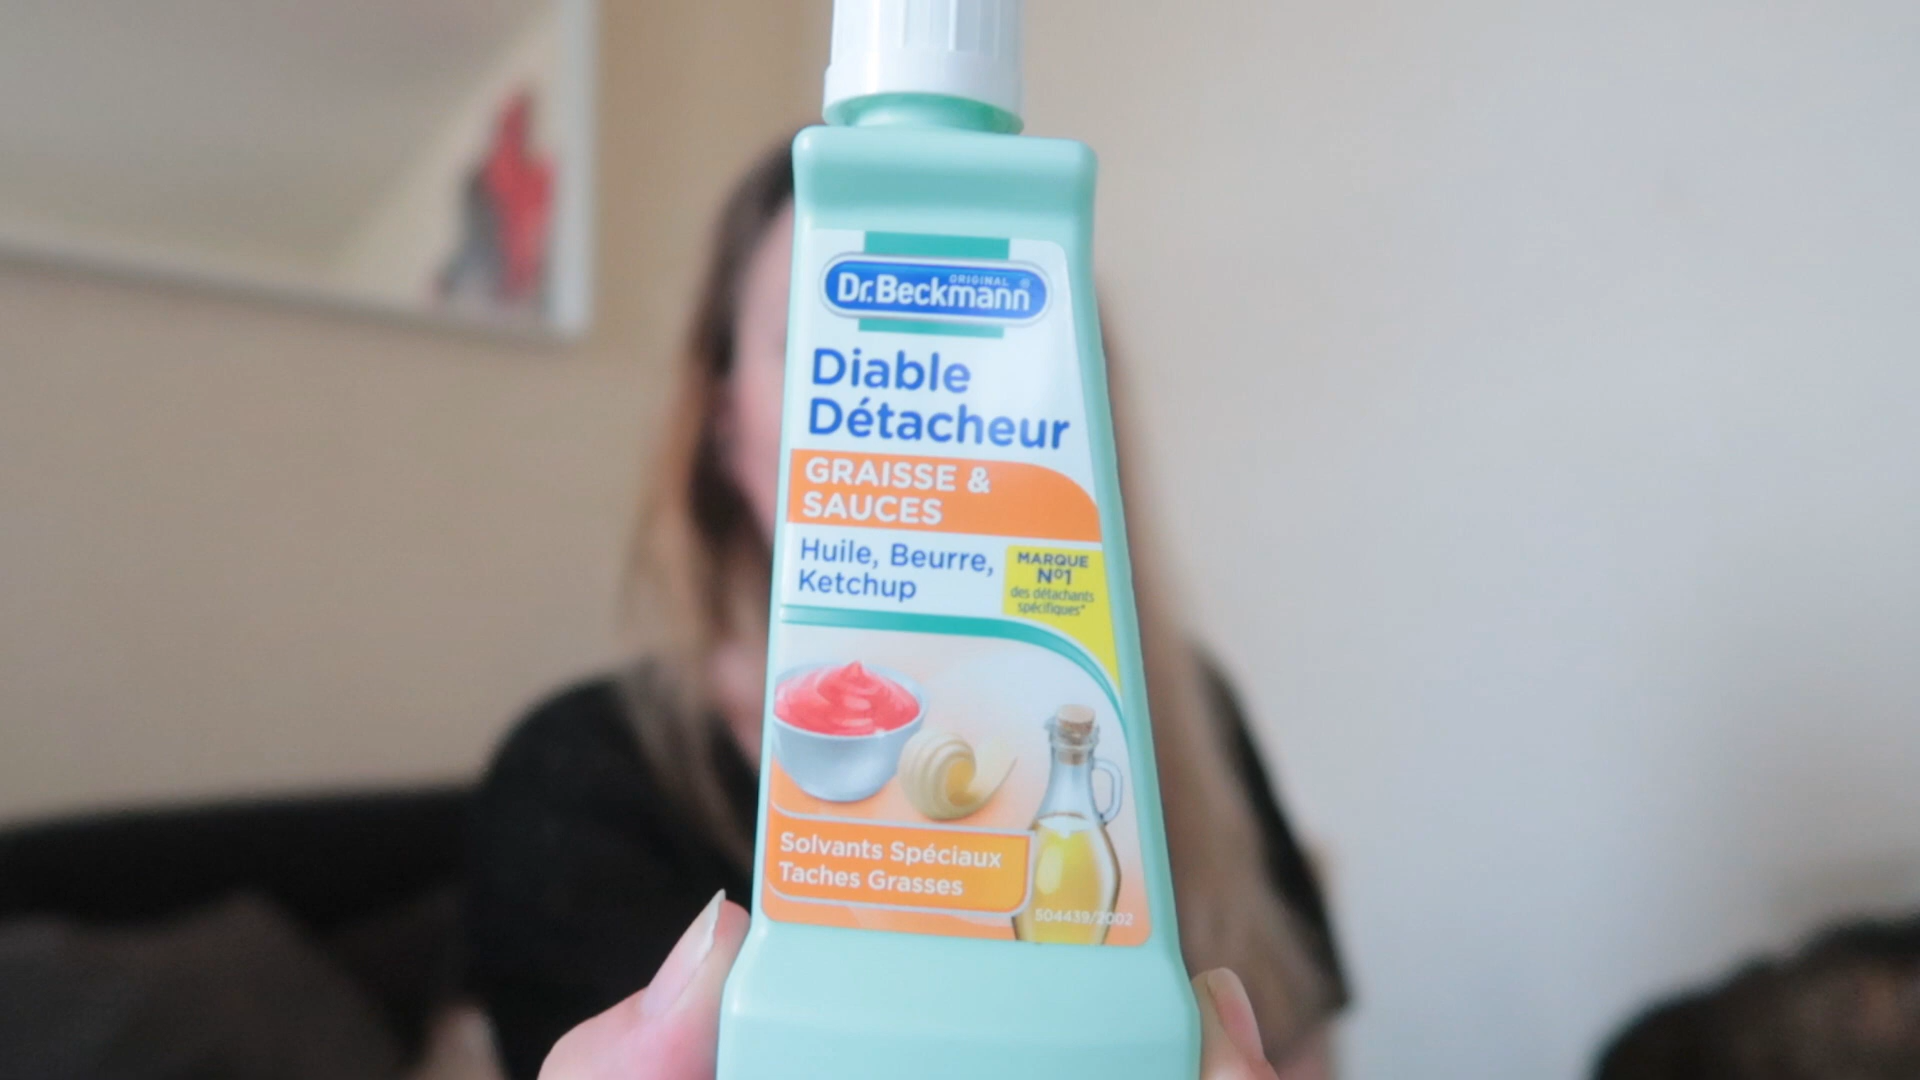 ORIGINAL
Dr.Beckmann®
Diable
Détacheur
GRAISSE &
SAUCES
Huile, Beurre,
Ketchup
MARQUE
Nº1
des détachants
spécifiques*
Solvants Spéciaux
Taches Grasses
504439/2002